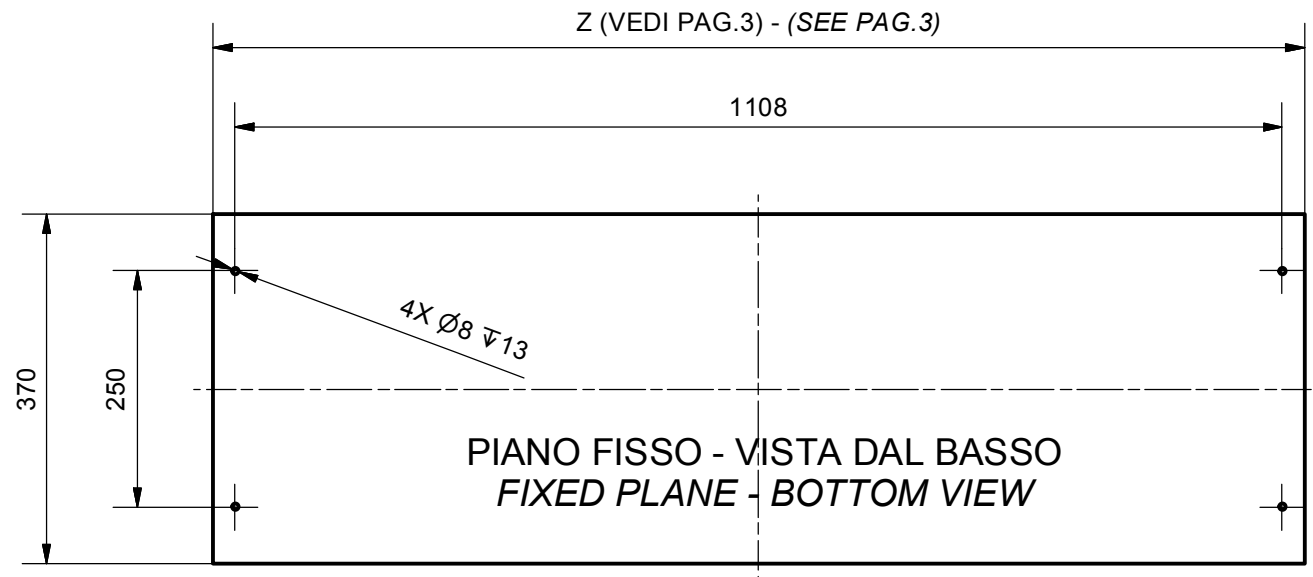 Z (VEDI PAG.3) - (SEE PAG.3)
1108
4X Ø8 ↧13
370
250
PIANO FISSO - VISTA DAL BASSO
FIXED PLANE - BOTTOM VIEW